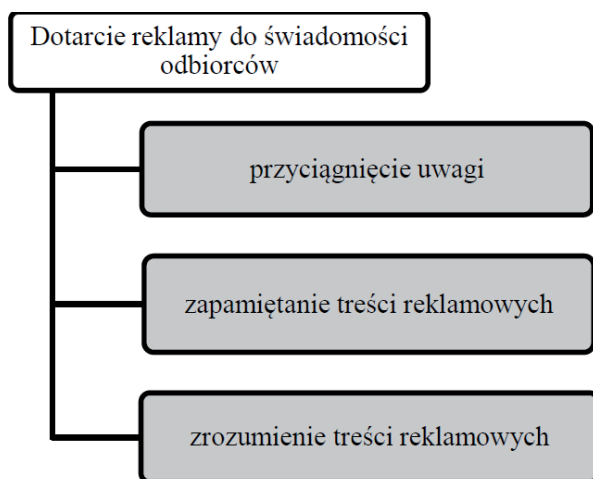 Dotarcie reklamy do świadomości
odbiorców
przyciągnięcie uwagi
zapamiętanie treści reklamowych
zrozumienie treści reklamowych